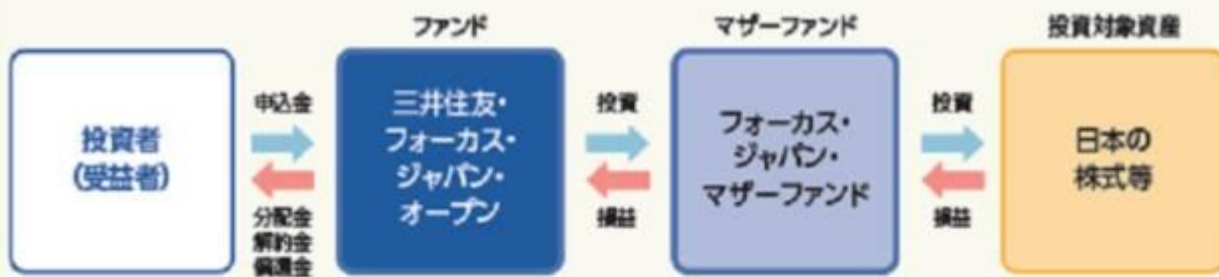 ファンド
マザーファンド
投資対象資産
投資者
(受益者)
申込金
分配金
解約金
償還金
三井住友・
フォーカス・
ジャパン・
オープン
投資
損益
フォーカス・
ジャパン・
マザーファンド
投資
損益
日本の
株式等